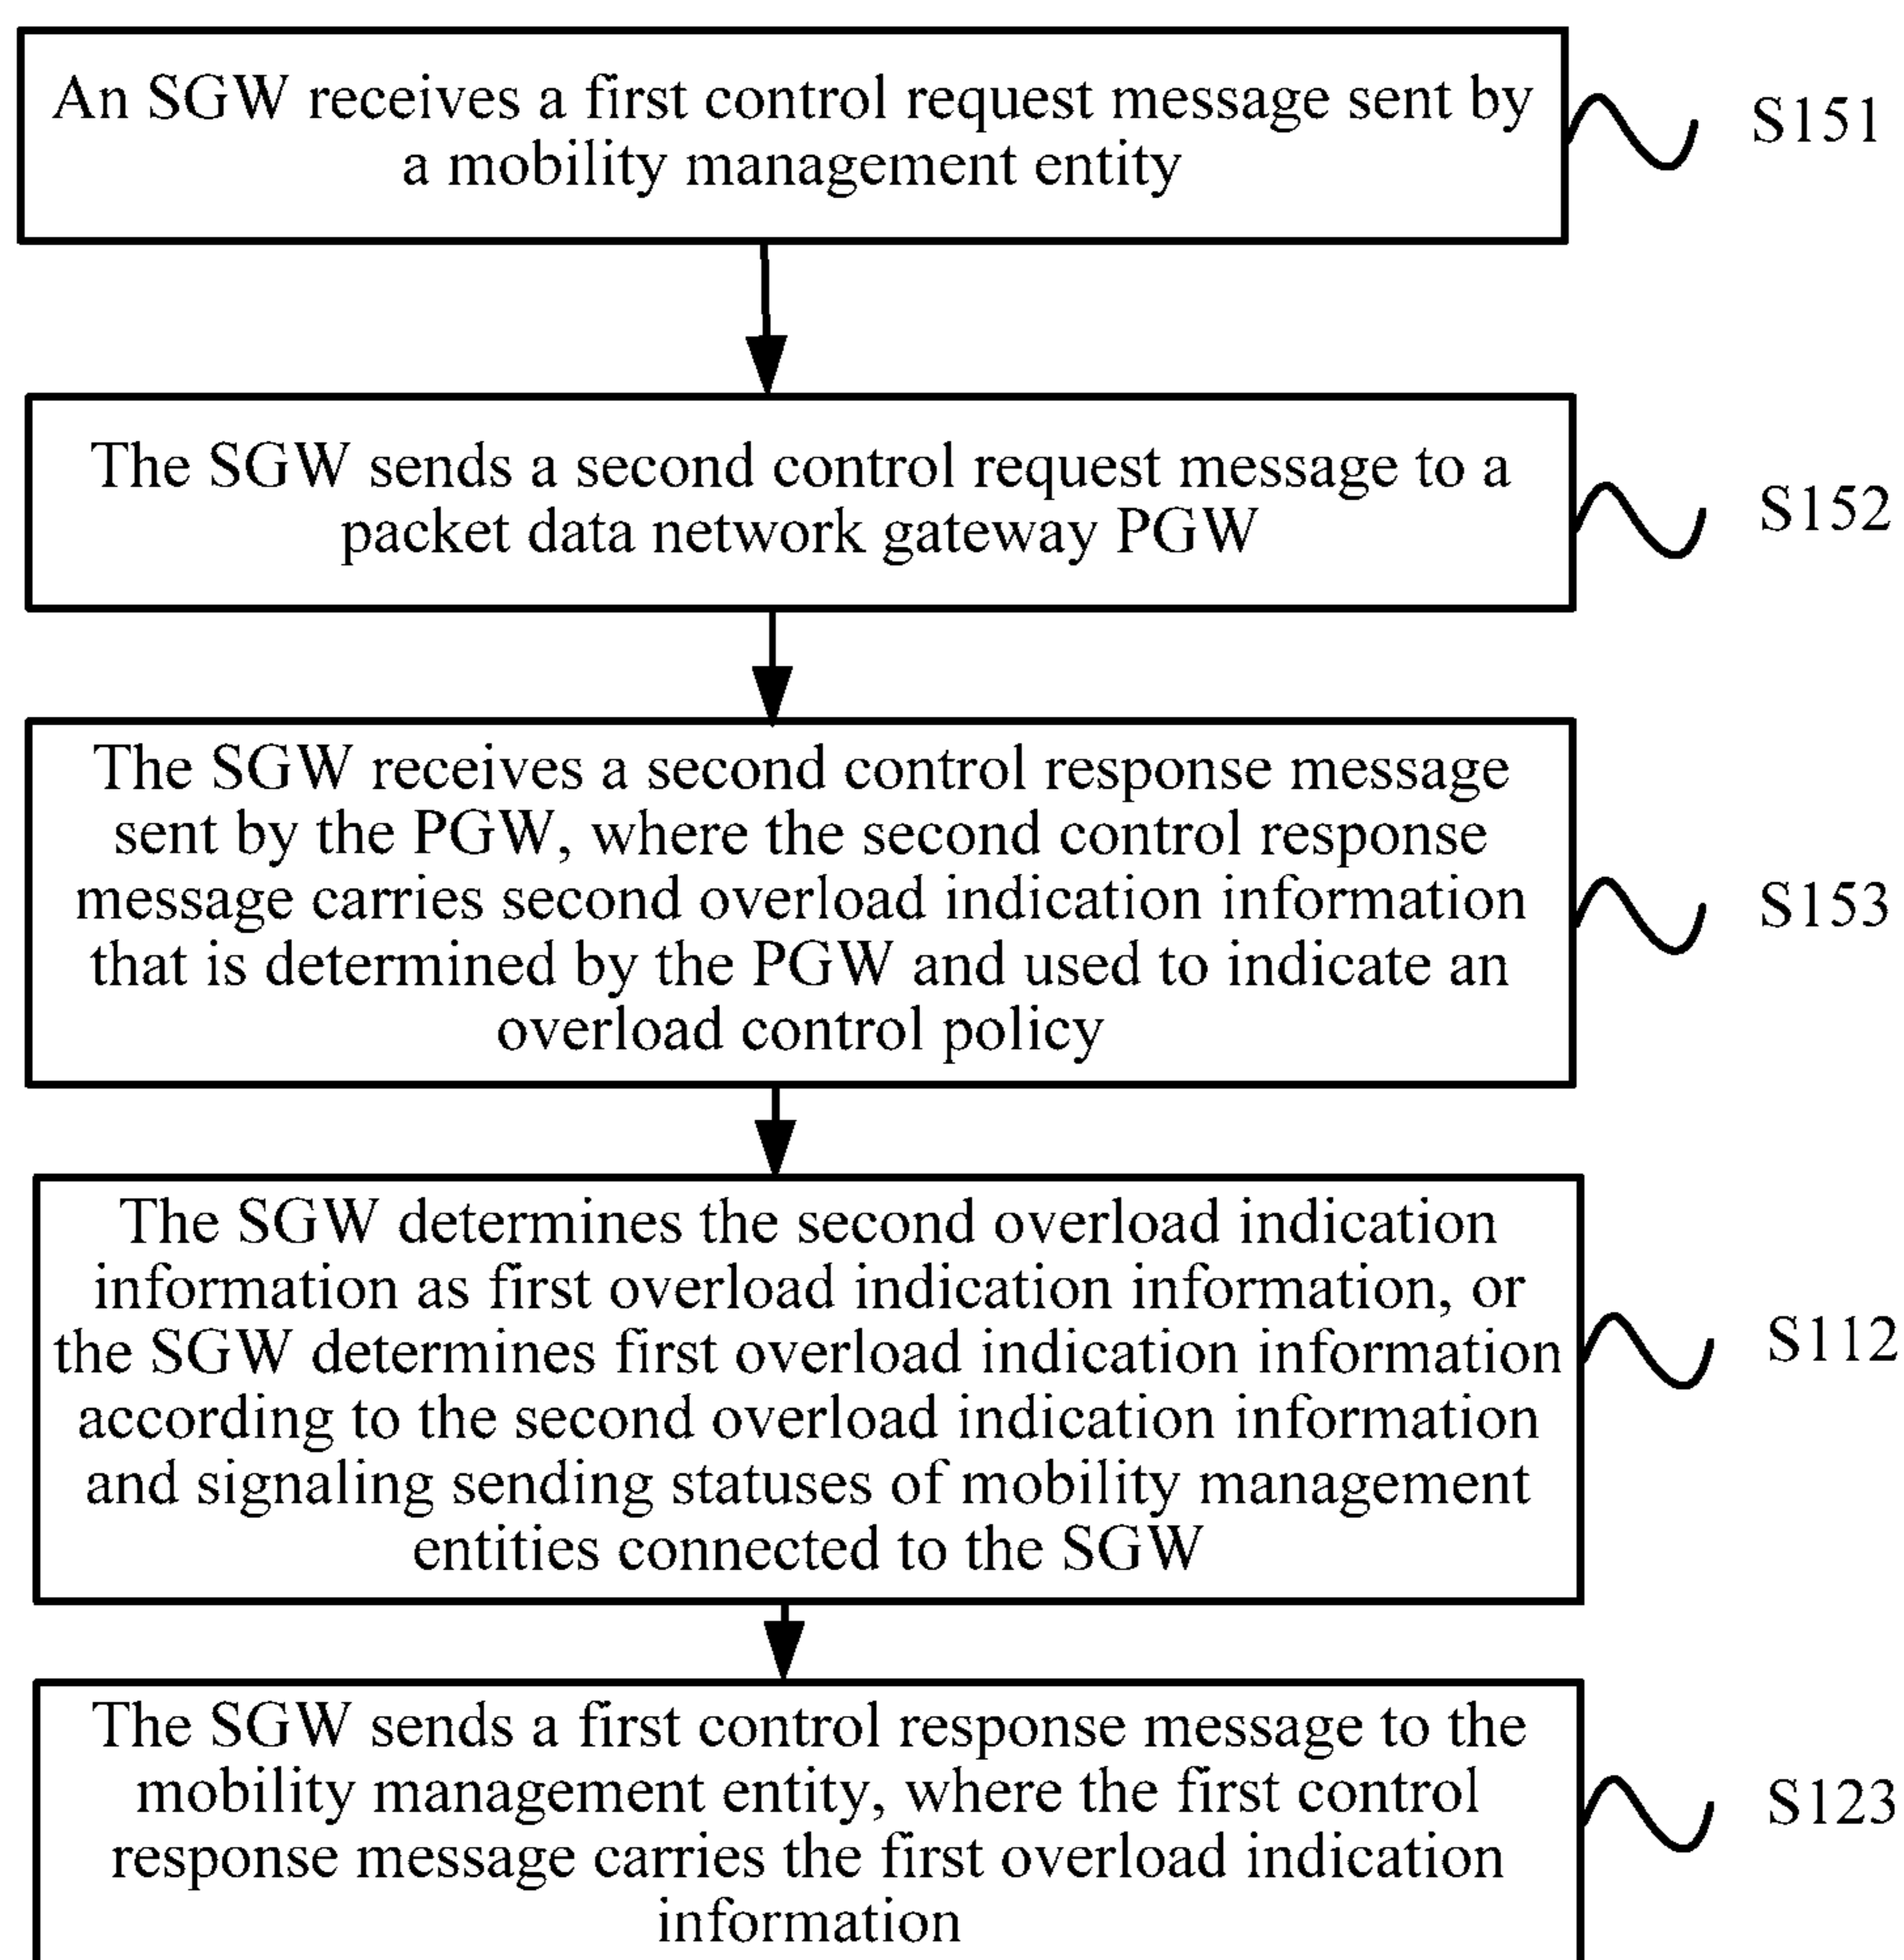 An SGW receives a first control request message sent by
a mobility management entity
S151
The SGW sends a second control request message to a
packet data network gateway PGW
S152
The SGW receives a second control response message
sent by the PGW, where the second control response
message carries second overload indication information
that is determined by the PGW and used to indicate an
overload control policy
S153
The SGW determines the second overload indication
information as first overload indication information, or
the SGW determines first overload indication information
according to the second overload indication information
and signaling sending statuses of mobility management
entities connected to the SGW
S112
The SGW sends a first control response message to the
mobility management entity, where the first control
response message carries the first overload indication
information
S123